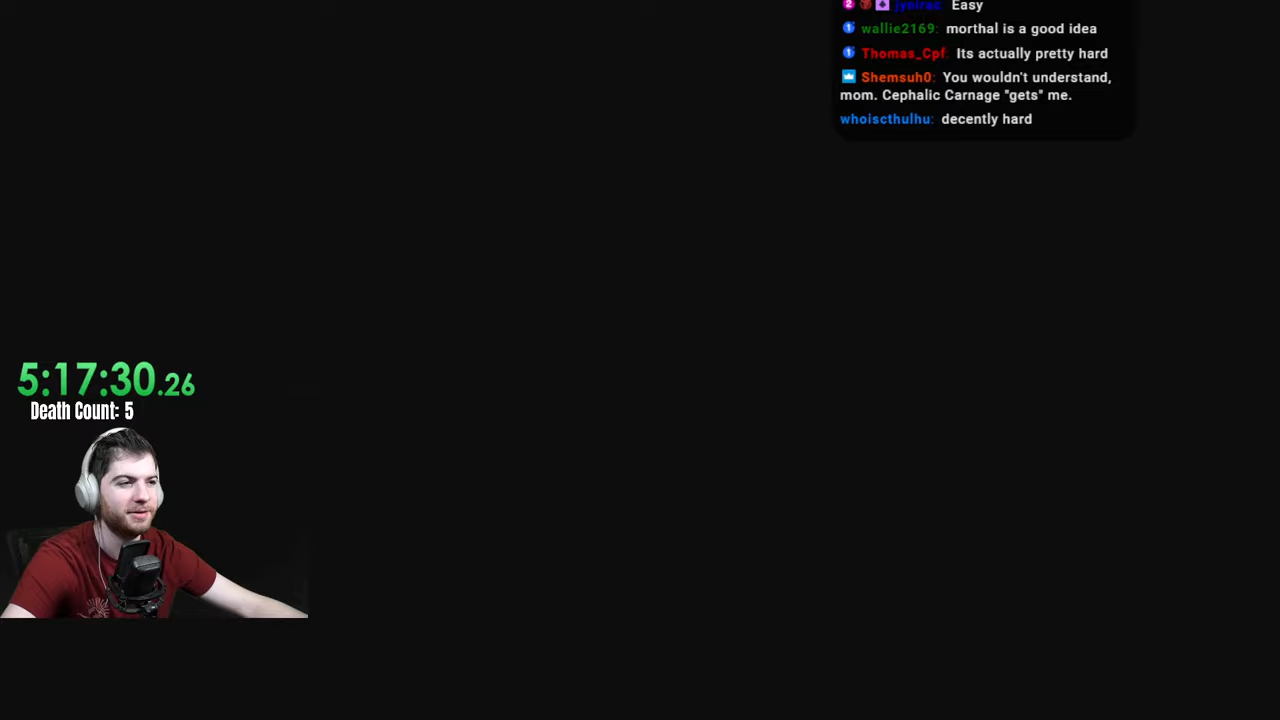 jynirac: Easy
wallie2169: morthal is a good idea
Thomas_Cpf: Its actually pretty hard
Shemsuh0: You wouldn't understand,
mom. Cephalic Carnage "gets" me.
whoiscthulhu: decently hard
5:17:30.26
Death Count: 5